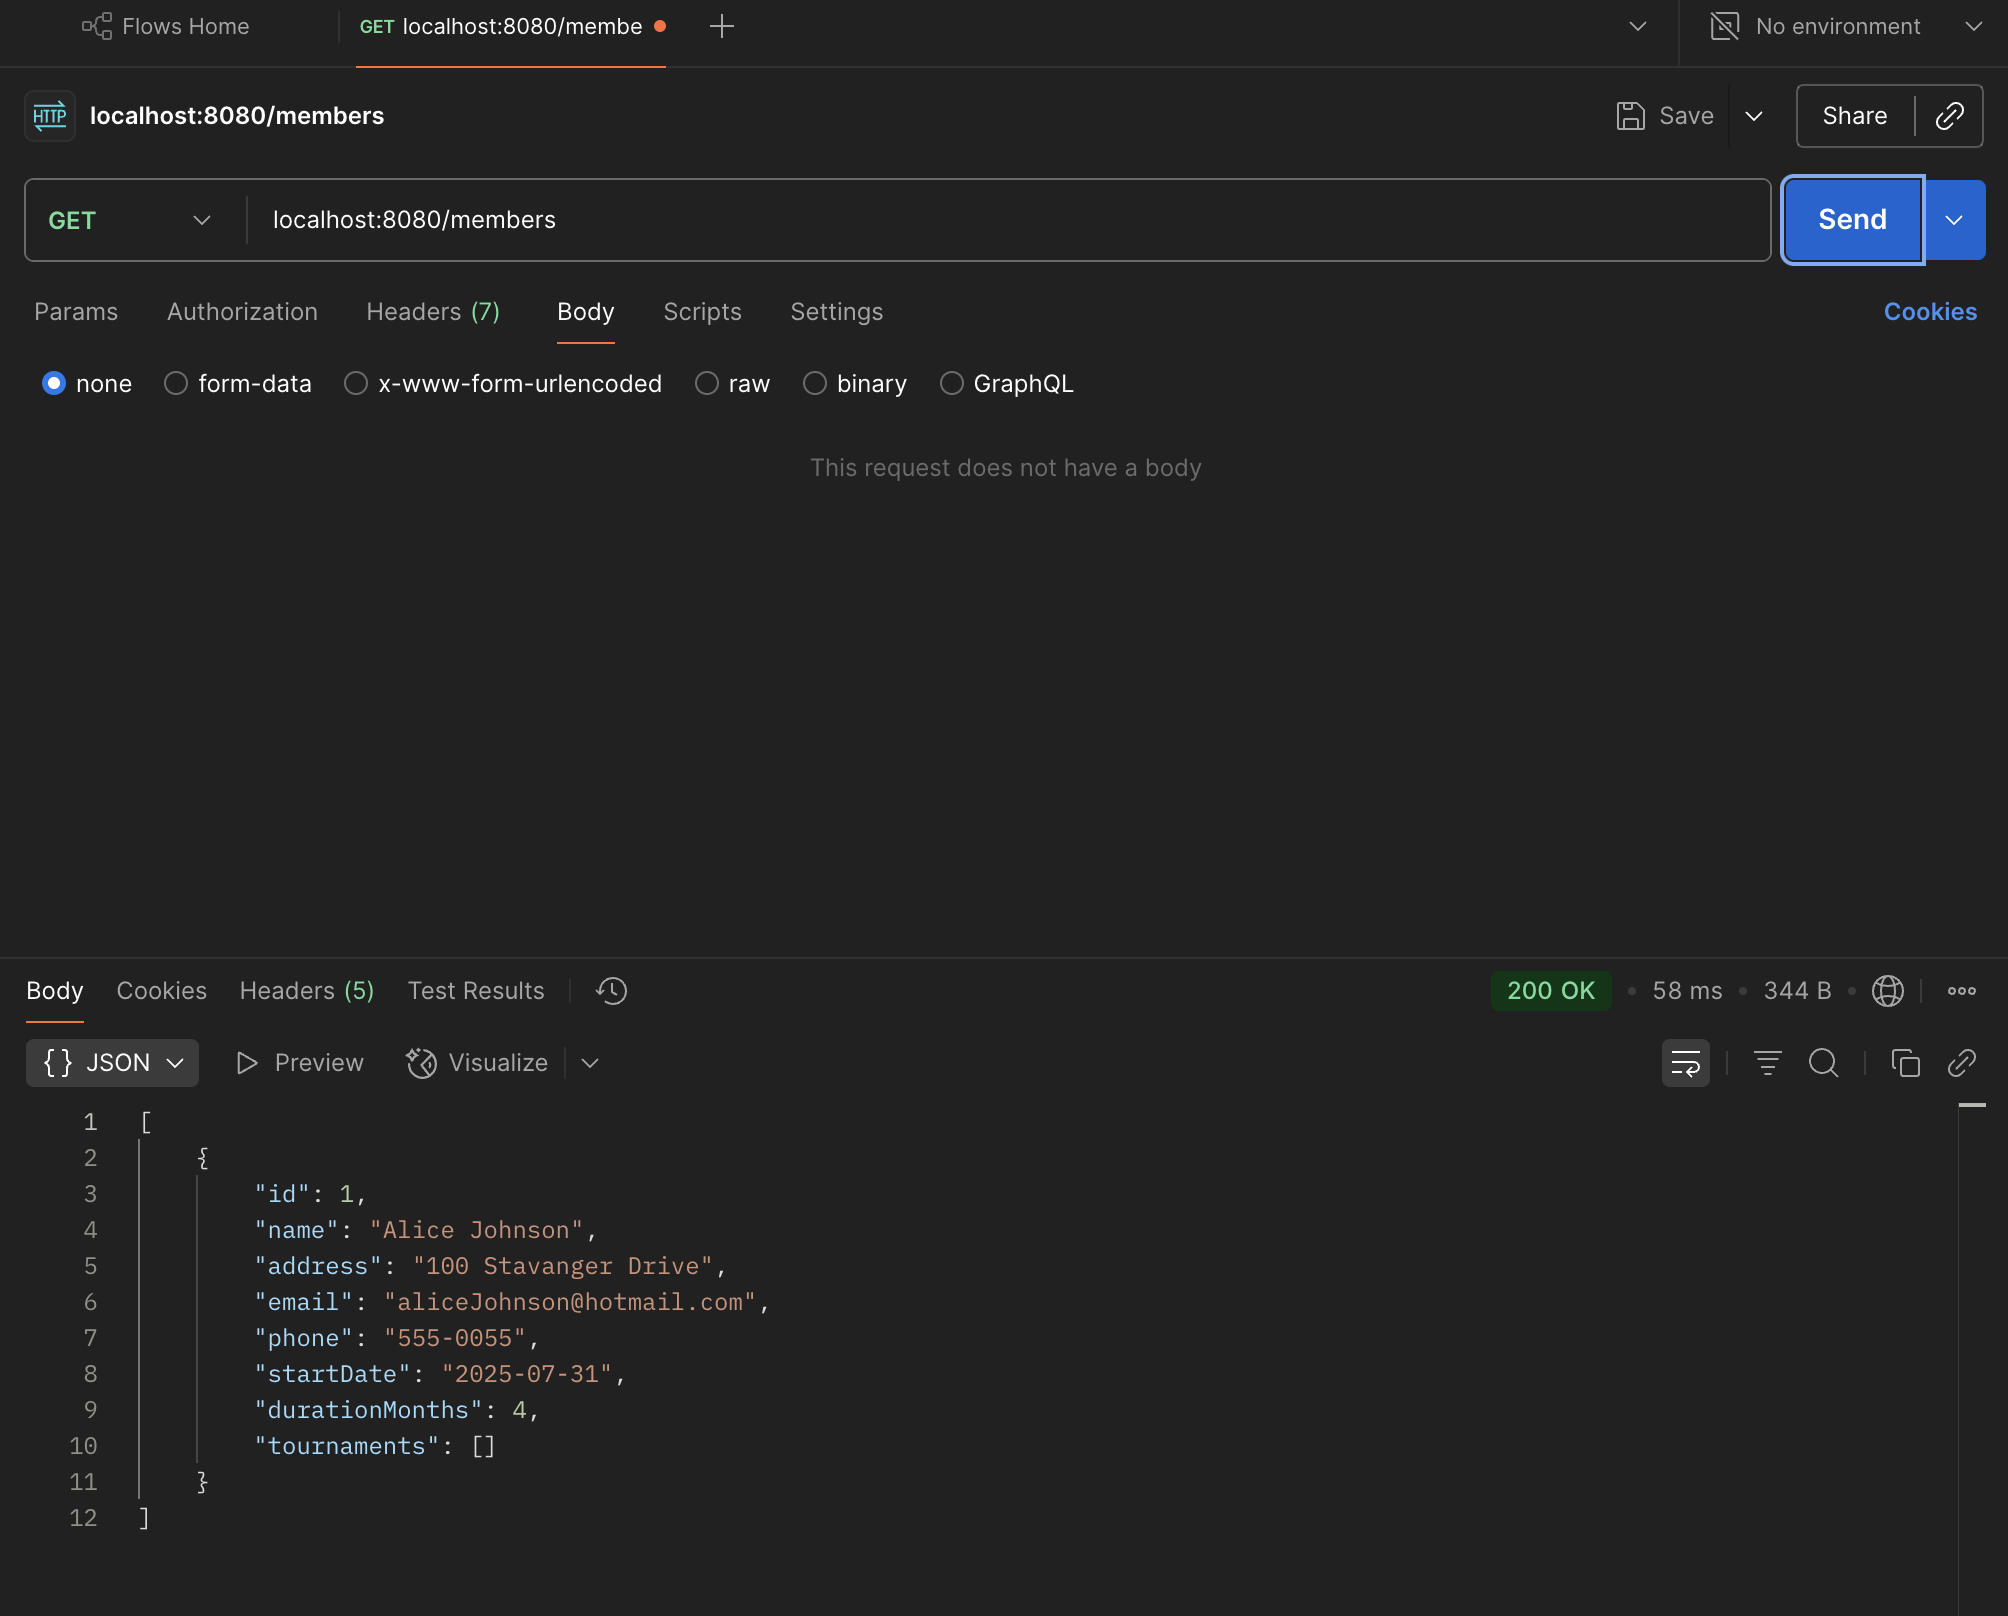 Flows Home
GET localhost:8080/membe
No environment
HTTP localhost:8080/members
Save
Share
GET
localhost:8080/members
Send
Params Authorization Headers (7) Body Scripts Settings Cookies
none form-data x-www-form-urlencoded raw binary GraphQL
This request does not have a body
Body Cookies Headers (5) Test Results
200 OK • 58 ms • 344 B •
{} JSON Preview Visualize
1 [
2 {
3 "id": 1,
4 "name": "Alice Johnson",
5 "address": "100 Stavanger Drive",
6 "email": "aliceJohnson@hotmail.com",
7 "phone": "555-0055",
8 "startDate": "2025-07-31",
9 "durationMonths": 4,
10 "tournaments": []
11 }
12 ]